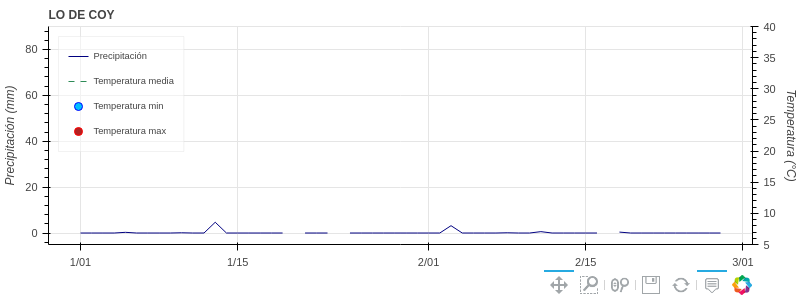 LO DE COY
Precipitación
Temperatura media
Temperatura min
Temperatura max
Precipitación (mm)
80
60
40
20
0
Temperatura (°C)
40
35
30
25
20
15
10
5
1/01
1/15
2/01
2/15
3/01